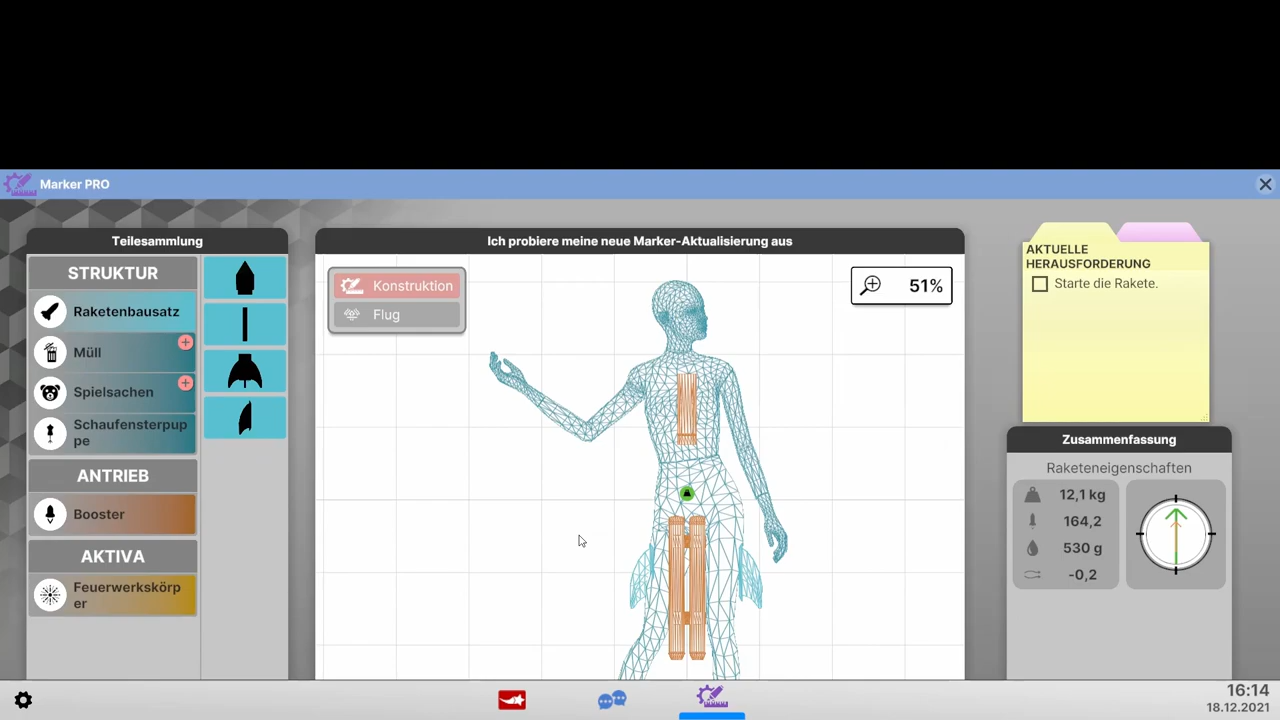 Marker PRO
Teilesammlung
STRUKTUR
Raketenbausatz
Müll
Spielsachen
Schaufensterpup
pe
ANTRIEB
Booster
AKTIVA
Feuerwerkskörp
er
Ich probiere meine neue Marker-Aktualisierung aus
Konstruktion
Flug
51%
AKTUELLE
HERAUSFORDERUNG
Starte die Rakete.
Zusammenfassung
Raketeneigenschaften
12,1 kg
164,2
530 g
-0,2
16:14
18.12.2021